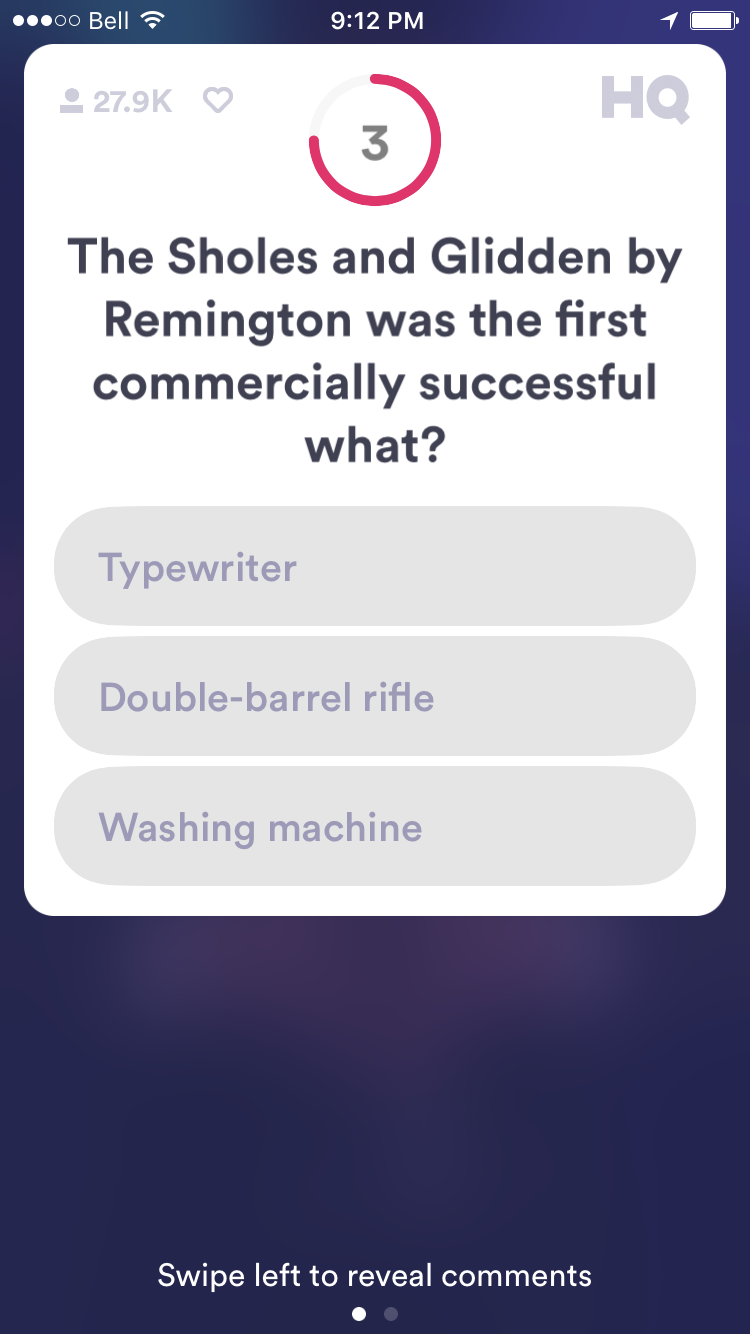 Bell 9:12 PM
27.9K 3 HQ
The Sholes and Glidden by
Remington was the first
commercially successful
what?
Typewriter
Double-barrel rifle
Washing machine
Swipe left to reveal comments